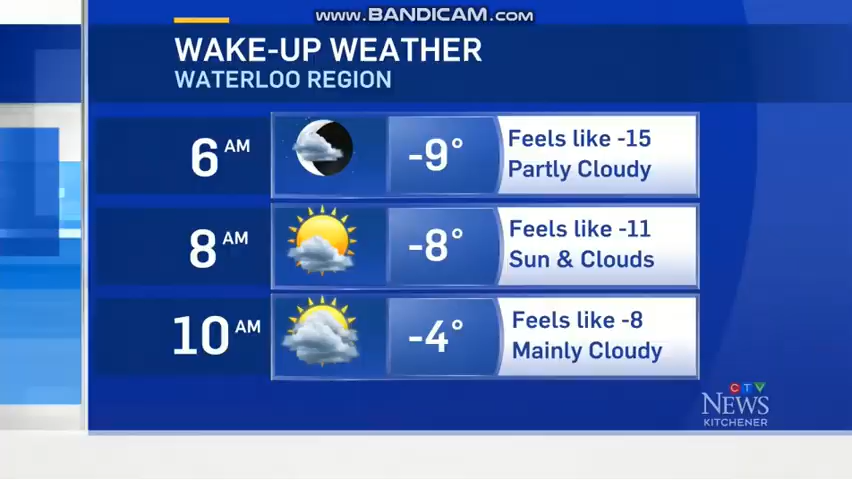 WWW.BANDICAM.COM
WAKE-UP WEATHER
WATERLOO REGION
6 AM
-9°
Feels like -15
Partly Cloudy
8 AM
-8°
Feels like -11
Sun & Clouds
10 AM
-4°
Feels like -8
Mainly Cloudy
CTV
NEWS
KITCHENER